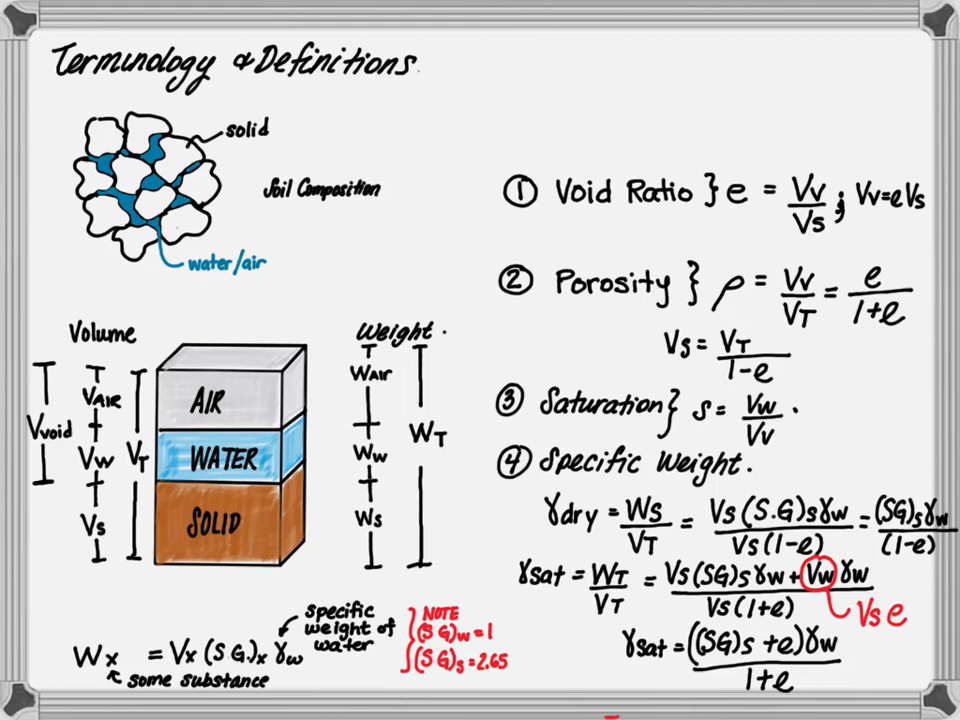 Terminology & Definitions.
solid
Soil Composition
water/air
Volume
Weight.
VAIR
Vvoid
Vw
VT
Vs
AIR
WATER
SOLID
WAIR
WT
Ww
Ws
Wx = Vx (S G.)x γw
some substance
specific
weight of
water
NOTE
(S G)w = 1
(S G)s = 2.65
① Void Ratio } e = Vv/Vs ; Vv=eVs
② Porosity } ρ = Vv/VT = e/1+e
Vs = VT/1-e
③ Saturation } s = Vw/Vv .
④ Specific Weight.
γdry = Ws/VT = Vs(S.G)sγw/Vs(1-e) = (SG)sγw/(1-e)
γsat = WT/VT = Vs(SG)sγw+Vwγw/Vs(1+e)
Vs e
γsat = ((SG)s +e)γw/1+e